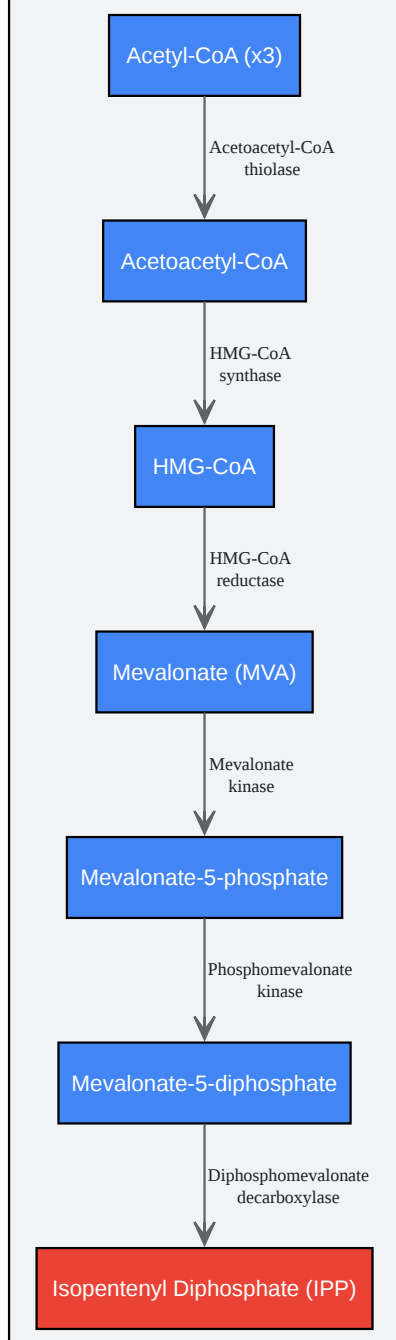 Acetyl-CoA (x3)
Acetoacetyl-CoA
thiolase
Acetoacetyl-CoA
HMG-CoA
synthase
HMG-CoA
HMG-CoA
reductase
Mevalonate (MVA)
Mevalonate
kinase
Mevalonate-5-phosphate
Phosphomevalonate
kinase
Mevalonate-5-diphosphate
Diphosphomevalonate
decarboxylase
Isopentenyl Diphosphate (IPP)